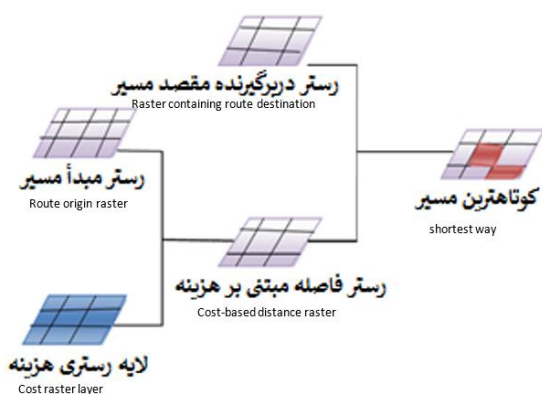 رستر دربرگیرنده مقصد مسیر
Raster containing route destination
رستر مبدأ مسیر
Route origin raster
کوتاهترین مسیر
shortest way
رستر فاصله مبتنی بر هزینه
Cost-based distance raster
لایه رستری هزینه
Cost raster layer